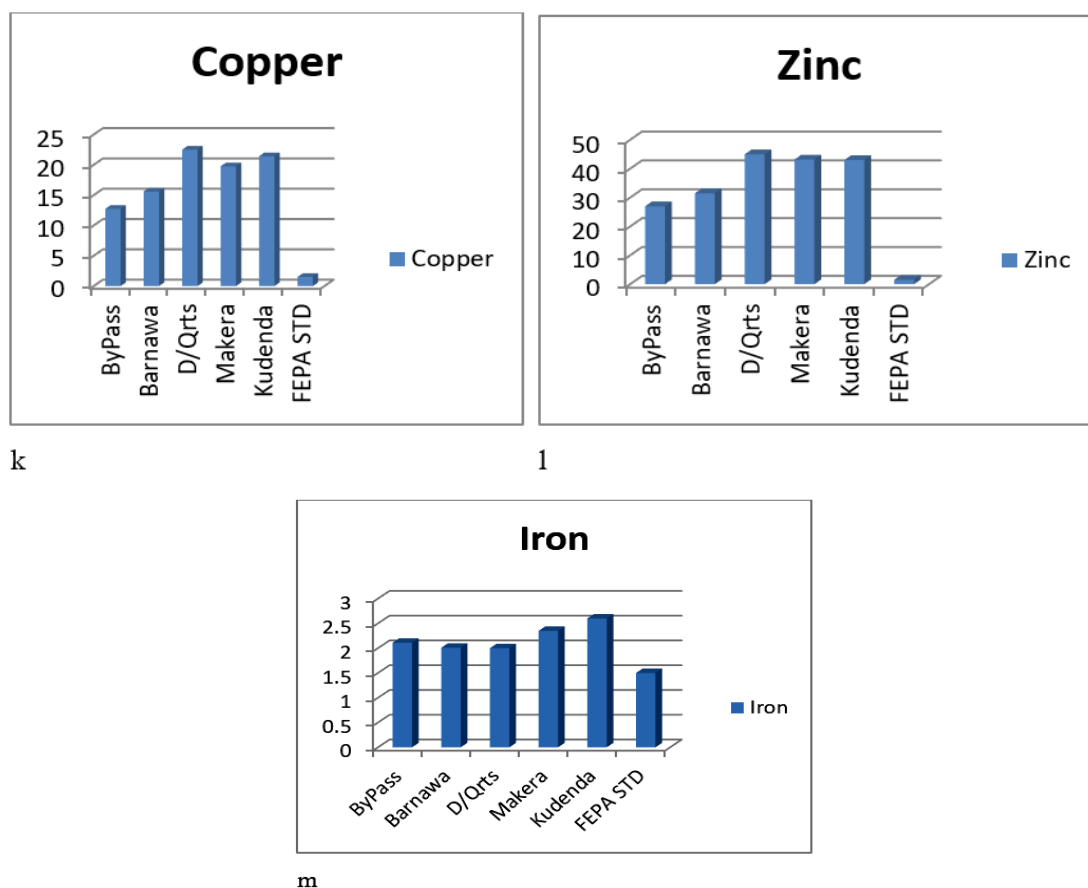 Copper
25
20
15
10
5
0
ByPass
Barnawa
D/Qrts
Makera
Kudenda
FEPA STD
Copper
k
Zinc
50
40
30
20
10
0
ByPass
Barnawa
D/Qrts
Makera
Kudenda
FEPA STD
Zinc
l
Iron
3
2.5
2
1.5
1
0.5
0
ByPass
Barnawa
D/Qrts
Makera
Kudenda
FEPA STD
Iron
m